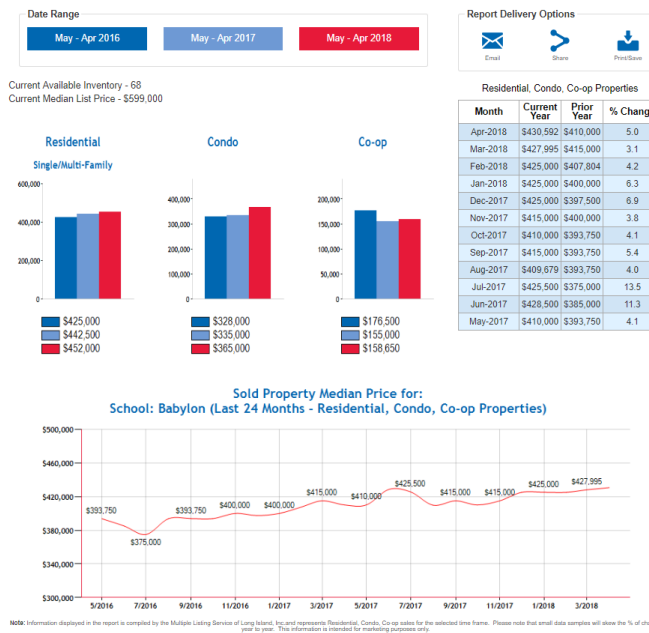 Date Range
May - Apr 2016
May - Apr 2017
May - Apr 2018
Report Delivery Options
Email
Share
Print/Save
Current Available Inventory - 68
Current Median List Price - $599,000
Residential, Condo, Co-op Properties
Month Current Year Prior Year % Chang
Apr-2018 $430,592 $410,000 5.0
Mar-2018 $427,995 $415,000 3.1
Feb-2018 $425,000 $407,804 4.2
Jan-2018 $425,000 $400,000 6.3
Dec-2017 $425,000 $397,500 6.9
Nov-2017 $415,000 $400,000 3.8
Oct-2017 $410,000 $393,750 4.1
Sep-2017 $415,000 $393,750 5.4
Aug-2017 $409,679 $393,750 4.0
Jul-2017 $425,500 $375,000 13.5
Jun-2017 $428,500 $385,000 11.3
May-2017 $410,000 $393,750 4.1
Residential
Single/Multi-Family
600,000
400,000
200,000
0
$425,000
$442,500
$452,000
Condo
400,000
300,000
200,000
100,000
0
$328,000
$335,000
$365,000
Co-op
200,000
150,000
100,000
50,000
0
$176,500
$155,000
$158,650
Sold Property Median Price for:
School: Babylon (Last 24 Months - Residential, Condo, Co-op Properties)
$500,000
$460,000
$420,000
$380,000
$340,000
$300,000
$393,750
$375,000
$393,750
$400,000
$400,000
$415,000
$410,000
$425,500
$415,000
$415,000
$425,000
$427,995
5/2016 7/2016 9/2016 11/2016 1/2017 3/2017 5/2017 7/2017 9/2017 11/2017 1/2018 3/2018
Note: Information displayed in the report is compiled by the Multiple Listing Service of Long Island, Inc.and represents Residential, Condo, Co-op sales for the selected time frame. Please note that small data samples will skew the % of ch
year to year. This information is intended for marketing purposes only.